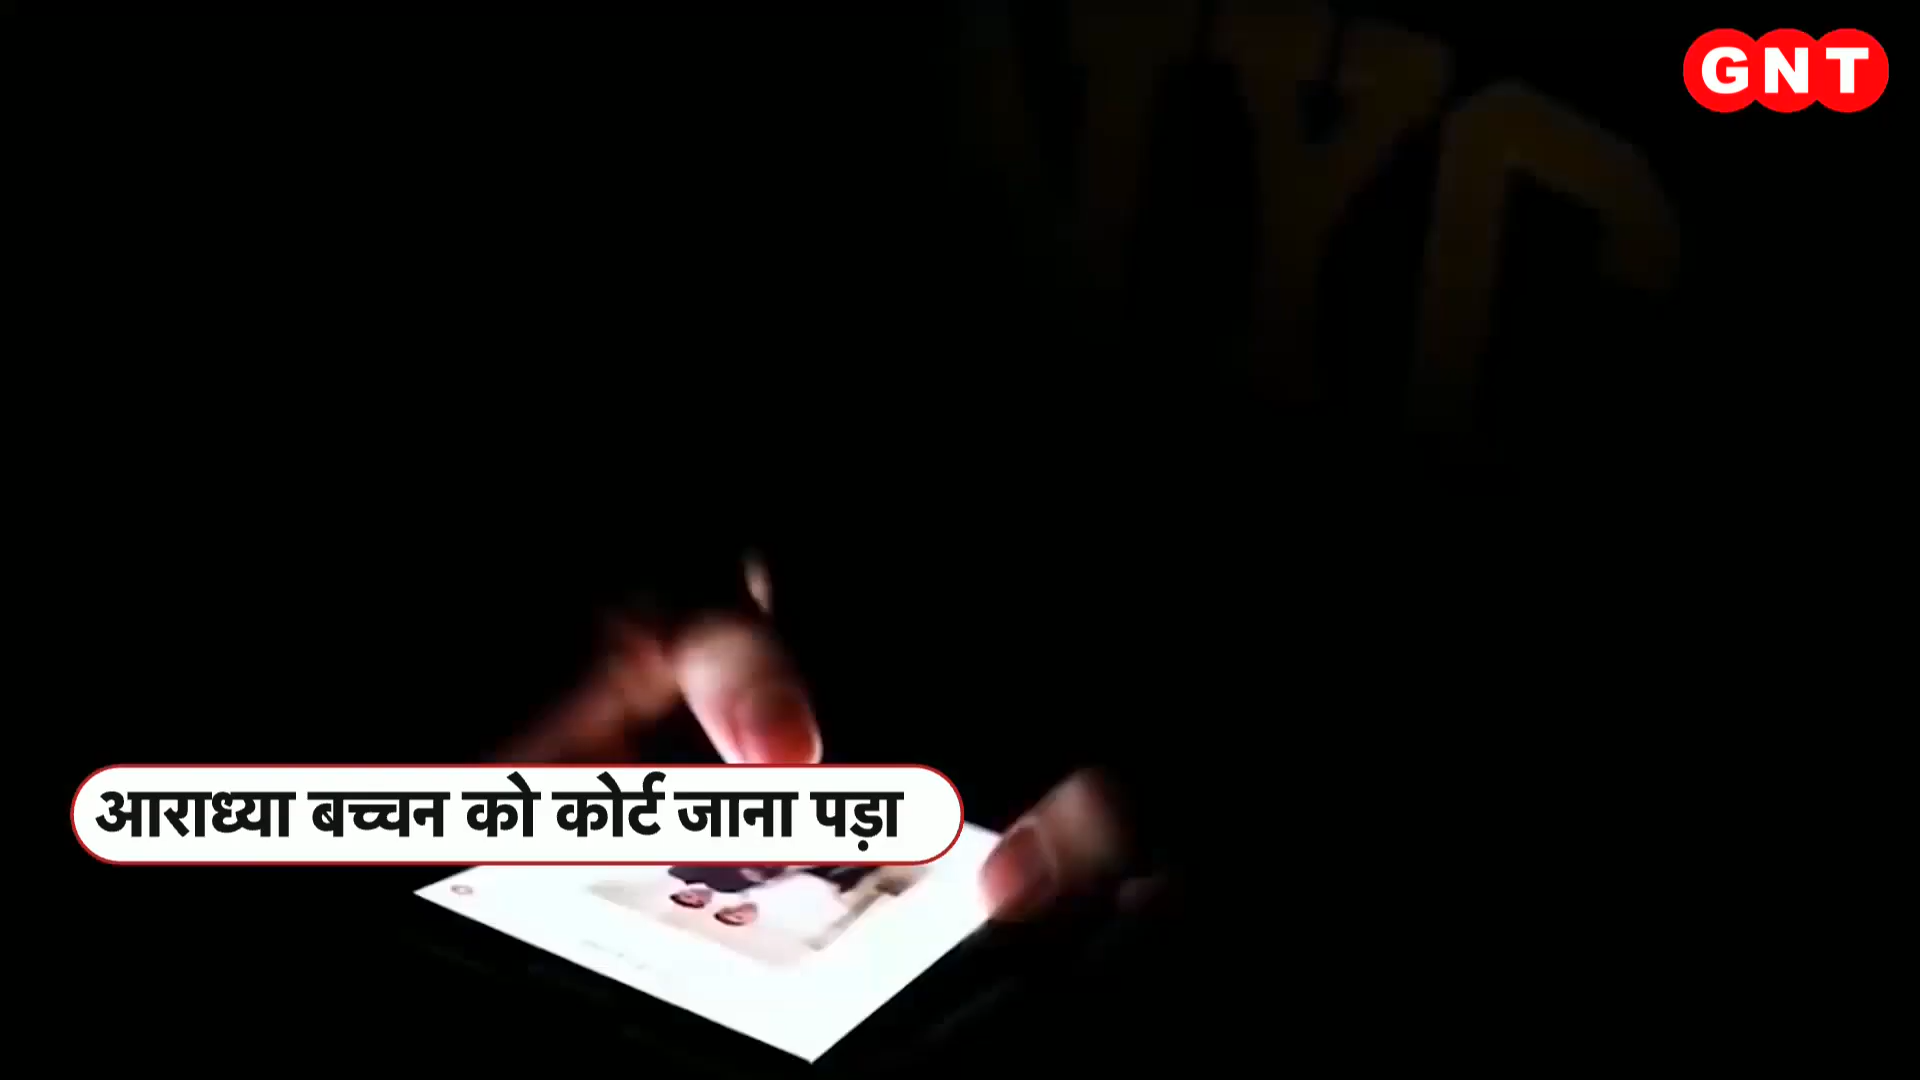 GNT
आराध्या बच्चन को कोर्ट जाना पड़ा